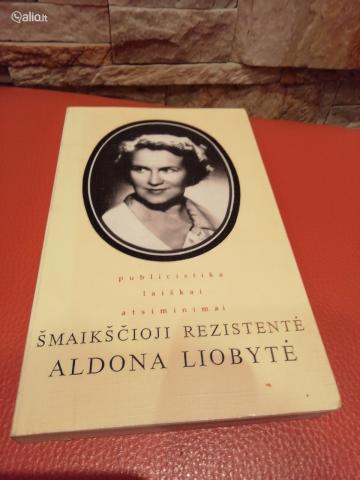 alio.lt
publicistika
laiškai
atsiminimai
ŠMAIKŠČIOJI REZISTENTĖ
ALDONA LIOBYTĖ